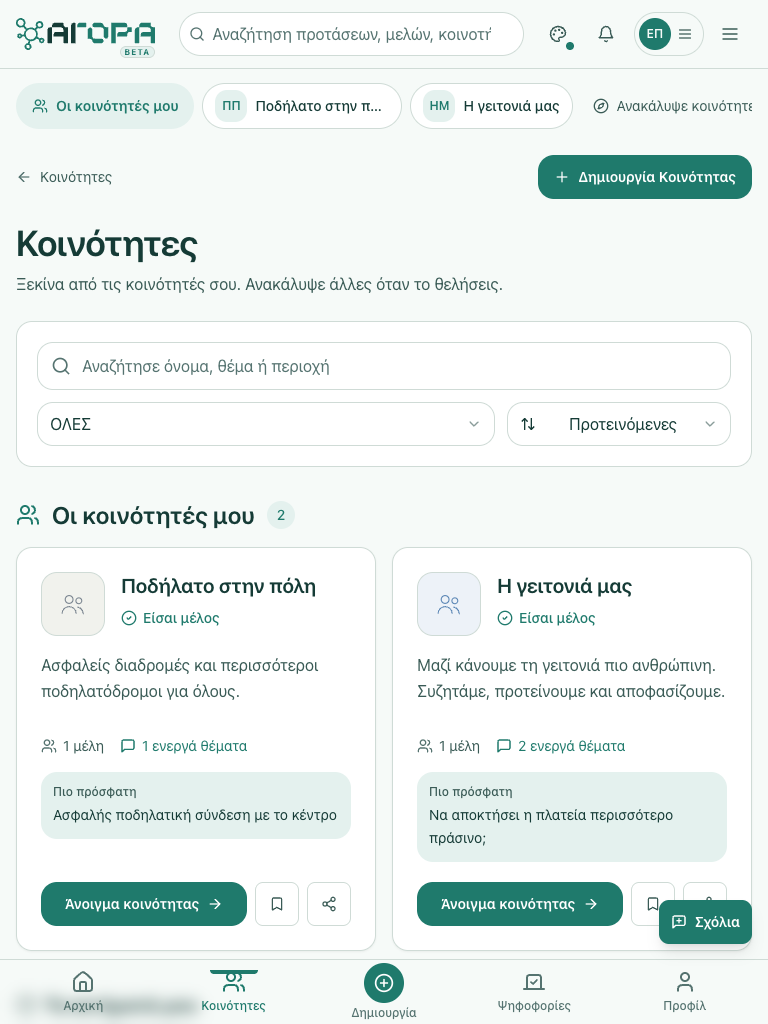 αγορα
BETA
Αναζήτηση προτάσεων, μελών, κοινοτή
ΕΠ
Οι κοινότητές μου
ΠΠ
Ποδήλατο στην π...
ΗΜ
Η γειτονιά μας
Ανακάλυψε κοινότητε
Κοινότητες
Δημιουργία Κοινότητας
Κοινότητες
Ξεκίνα από τις κοινότητές σου. Ανακάλυψε άλλες όταν το θελήσεις.
Αναζήτησε όνομα, θέμα ή περιοχή
ΟΛΕΣ
Προτεινόμενες
Οι κοινότητές μου
2
Ποδήλατο στην πόλη
Είσαι μέλος
Ασφαλείς διαδρομές και περισσότεροι
ποδηλατόδρομοι για όλους.
1 μέλη
1 ενεργά θέματα
Πιο πρόσφατη
Ασφαλής ποδηλατική σύνδεση με το κέντρο
Άνοιγμα κοινότητας
Η γειτονιά μας
Είσαι μέλος
Μαζί κάνουμε τη γειτονιά πιο ανθρώπινη.
Συζητάμε, προτείνουμε και αποφασίζουμε.
1 μέλη
2 ενεργά θέματα
Πιο πρόσφατη
Να αποκτήσει η πλατεία περισσότερο
πράσινο;
Άνοιγμα κοινότητας
Σχόλια
Αρχική
Κοινότητες
Δημιουργία
Ψηφοφορίες
Προφίλ